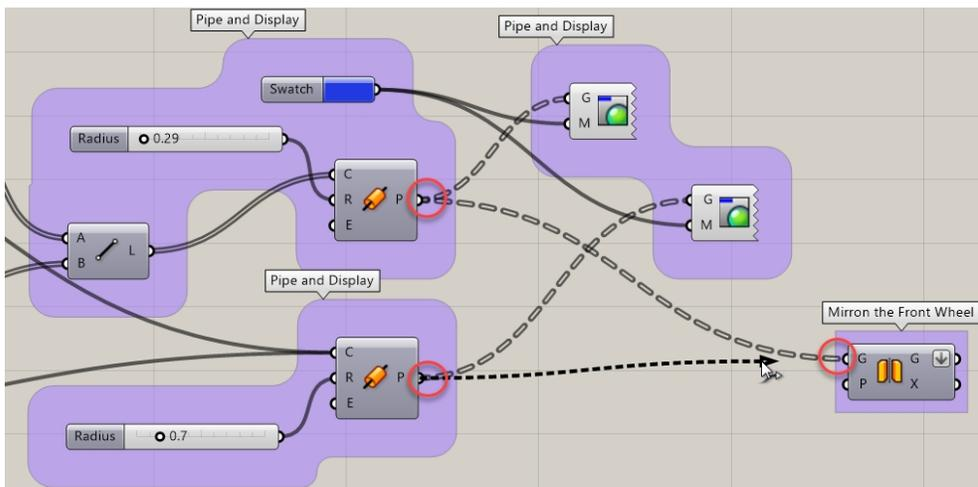 Pipe and Display
Pipe and Display
Swatch
G
M
Radius 0.29
C
R P
E
G
M
A
B L
Pipe and Display
Mirron the Front Wheel
C
R P
E
G G
P X
Radius 0.7